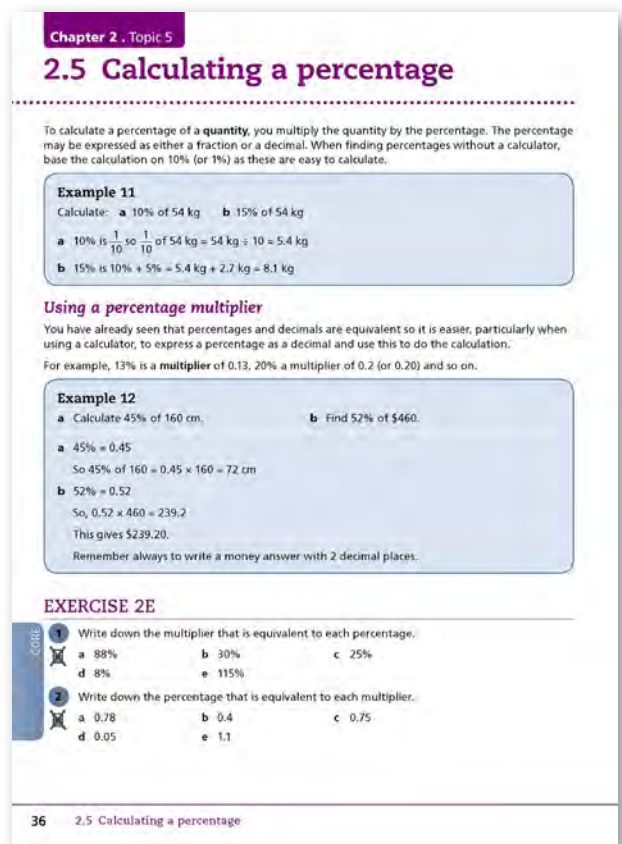 Chapter 2 . Topic 5
2.5 Calculating a percentage
To calculate a percentage of a quantity, you multiply the quantity by the percentage. The percentage
may be expressed as either a fraction or a decimal. When finding percentages without a calculator,
base the calculation on 10% (or 1%) as these are easy to calculate.
Example 11
Calculate: a 10% of 54 kg b 15% of 54 kg
a 10% is 1/10 so 1/10 of 54 kg = 54 kg ÷ 10 = 5.4 kg
b 15% is 10% + 5% = 5.4 kg + 2.7 kg = 8.1 kg
Using a percentage multiplier
You have already seen that percentages and decimals are equivalent so it is easier, particularly when
using a calculator, to express a percentage as a decimal and use this to do the calculation.
For example, 13% is a multiplier of 0.13, 20% a multiplier of 0.2 (or 0.20) and so on.
Example 12
a Calculate 45% of 160 cm. b Find 52% of $460.
a 45% = 0.45
So 45% of 160 = 0.45 × 160 = 72 cm
b 52% = 0.52
So, 0.52 × 460 = 239.2
This gives $239.20.
Remember always to write a money answer with 2 decimal places.
EXERCISE 2E
CORE
1 Write down the multiplier that is equivalent to each percentage.
a 88% b 30% c 25%
d 8% e 115%
2 Write down the percentage that is equivalent to each multiplier.
a 0.78 b 0.4 c 0.75
d 0.05 e 1.1
36 2.5 Calculating a percentage